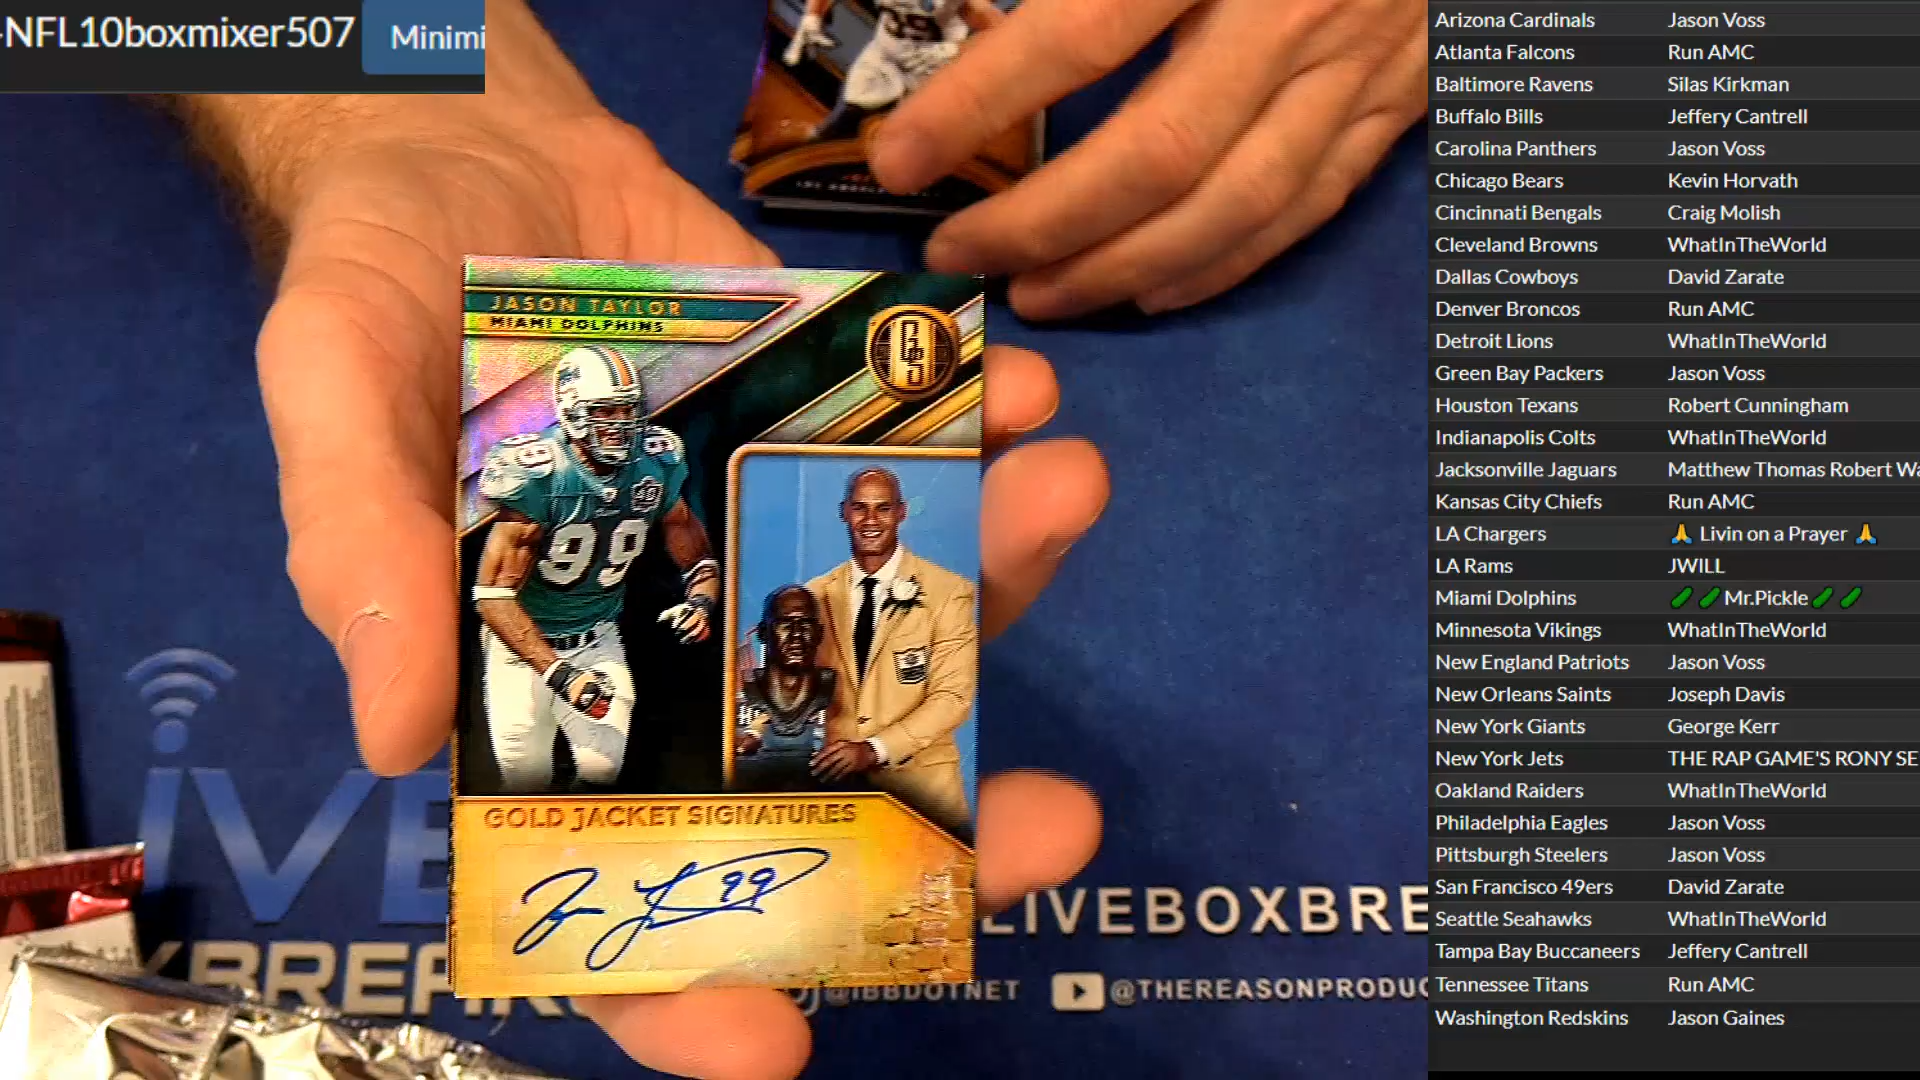 -NFL10boxmixer507
Minimi
JASON TAYLOR
MIAMI DOLPHINS
99
GOLD JACKET SIGNATURES
99
LIVEBOXBRE
@IBBDOTNET
@THEREASONPRODUC
Arizona Cardinals Jason Voss
Atlanta Falcons Run AMC
Baltimore Ravens Silas Kirkman
Buffalo Bills Jeffery Cantrell
Carolina Panthers Jason Voss
Chicago Bears Kevin Horvath
Cincinnati Bengals Craig Molish
Cleveland Browns WhatInTheWorld
Dallas Cowboys David Zarate
Denver Broncos Run AMC
Detroit Lions WhatInTheWorld
Green Bay Packers Jason Voss
Houston Texans Robert Cunningham
Indianapolis Colts WhatInTheWorld
Jacksonville Jaguars Matthew Thomas Robert Wa
Kansas City Chiefs Run AMC
LA Chargers 🙏 Livin on a Prayer 🙏
LA Rams JWILL
Miami Dolphins 🥒🥒Mr.Pickle🥒🥒
Minnesota Vikings WhatInTheWorld
New England Patriots Jason Voss
New Orleans Saints Joseph Davis
New York Giants George Kerr
New York Jets THE RAP GAME'S RONY SE
Oakland Raiders WhatInTheWorld
Philadelphia Eagles Jason Voss
Pittsburgh Steelers Jason Voss
San Francisco 49ers David Zarate
Seattle Seahawks WhatInTheWorld
Tampa Bay Buccaneers Jeffery Cantrell
Tennessee Titans Run AMC
Washington Redskins Jason Gaines